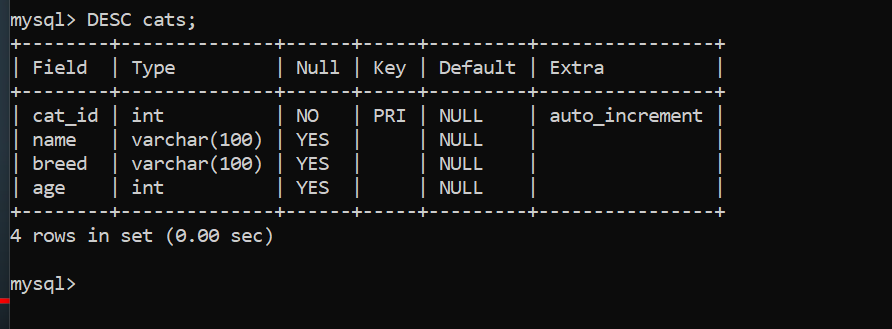 mysql> DESC cats;
+--------+--------------+------+-----+---------+----------------+
| Field  | Type         | Null | Key | Default | Extra          |
+--------+--------------+------+-----+---------+----------------+
| cat_id | int          | NO   | PRI | NULL    | auto_increment |
| name   | varchar(100) | YES  |     | NULL    |                |
| breed  | varchar(100) | YES  |     | NULL    |                |
| age    | int          | YES  |     | NULL    |                |
+--------+--------------+------+-----+---------+----------------+
4 rows in set (0.00 sec)
mysql>